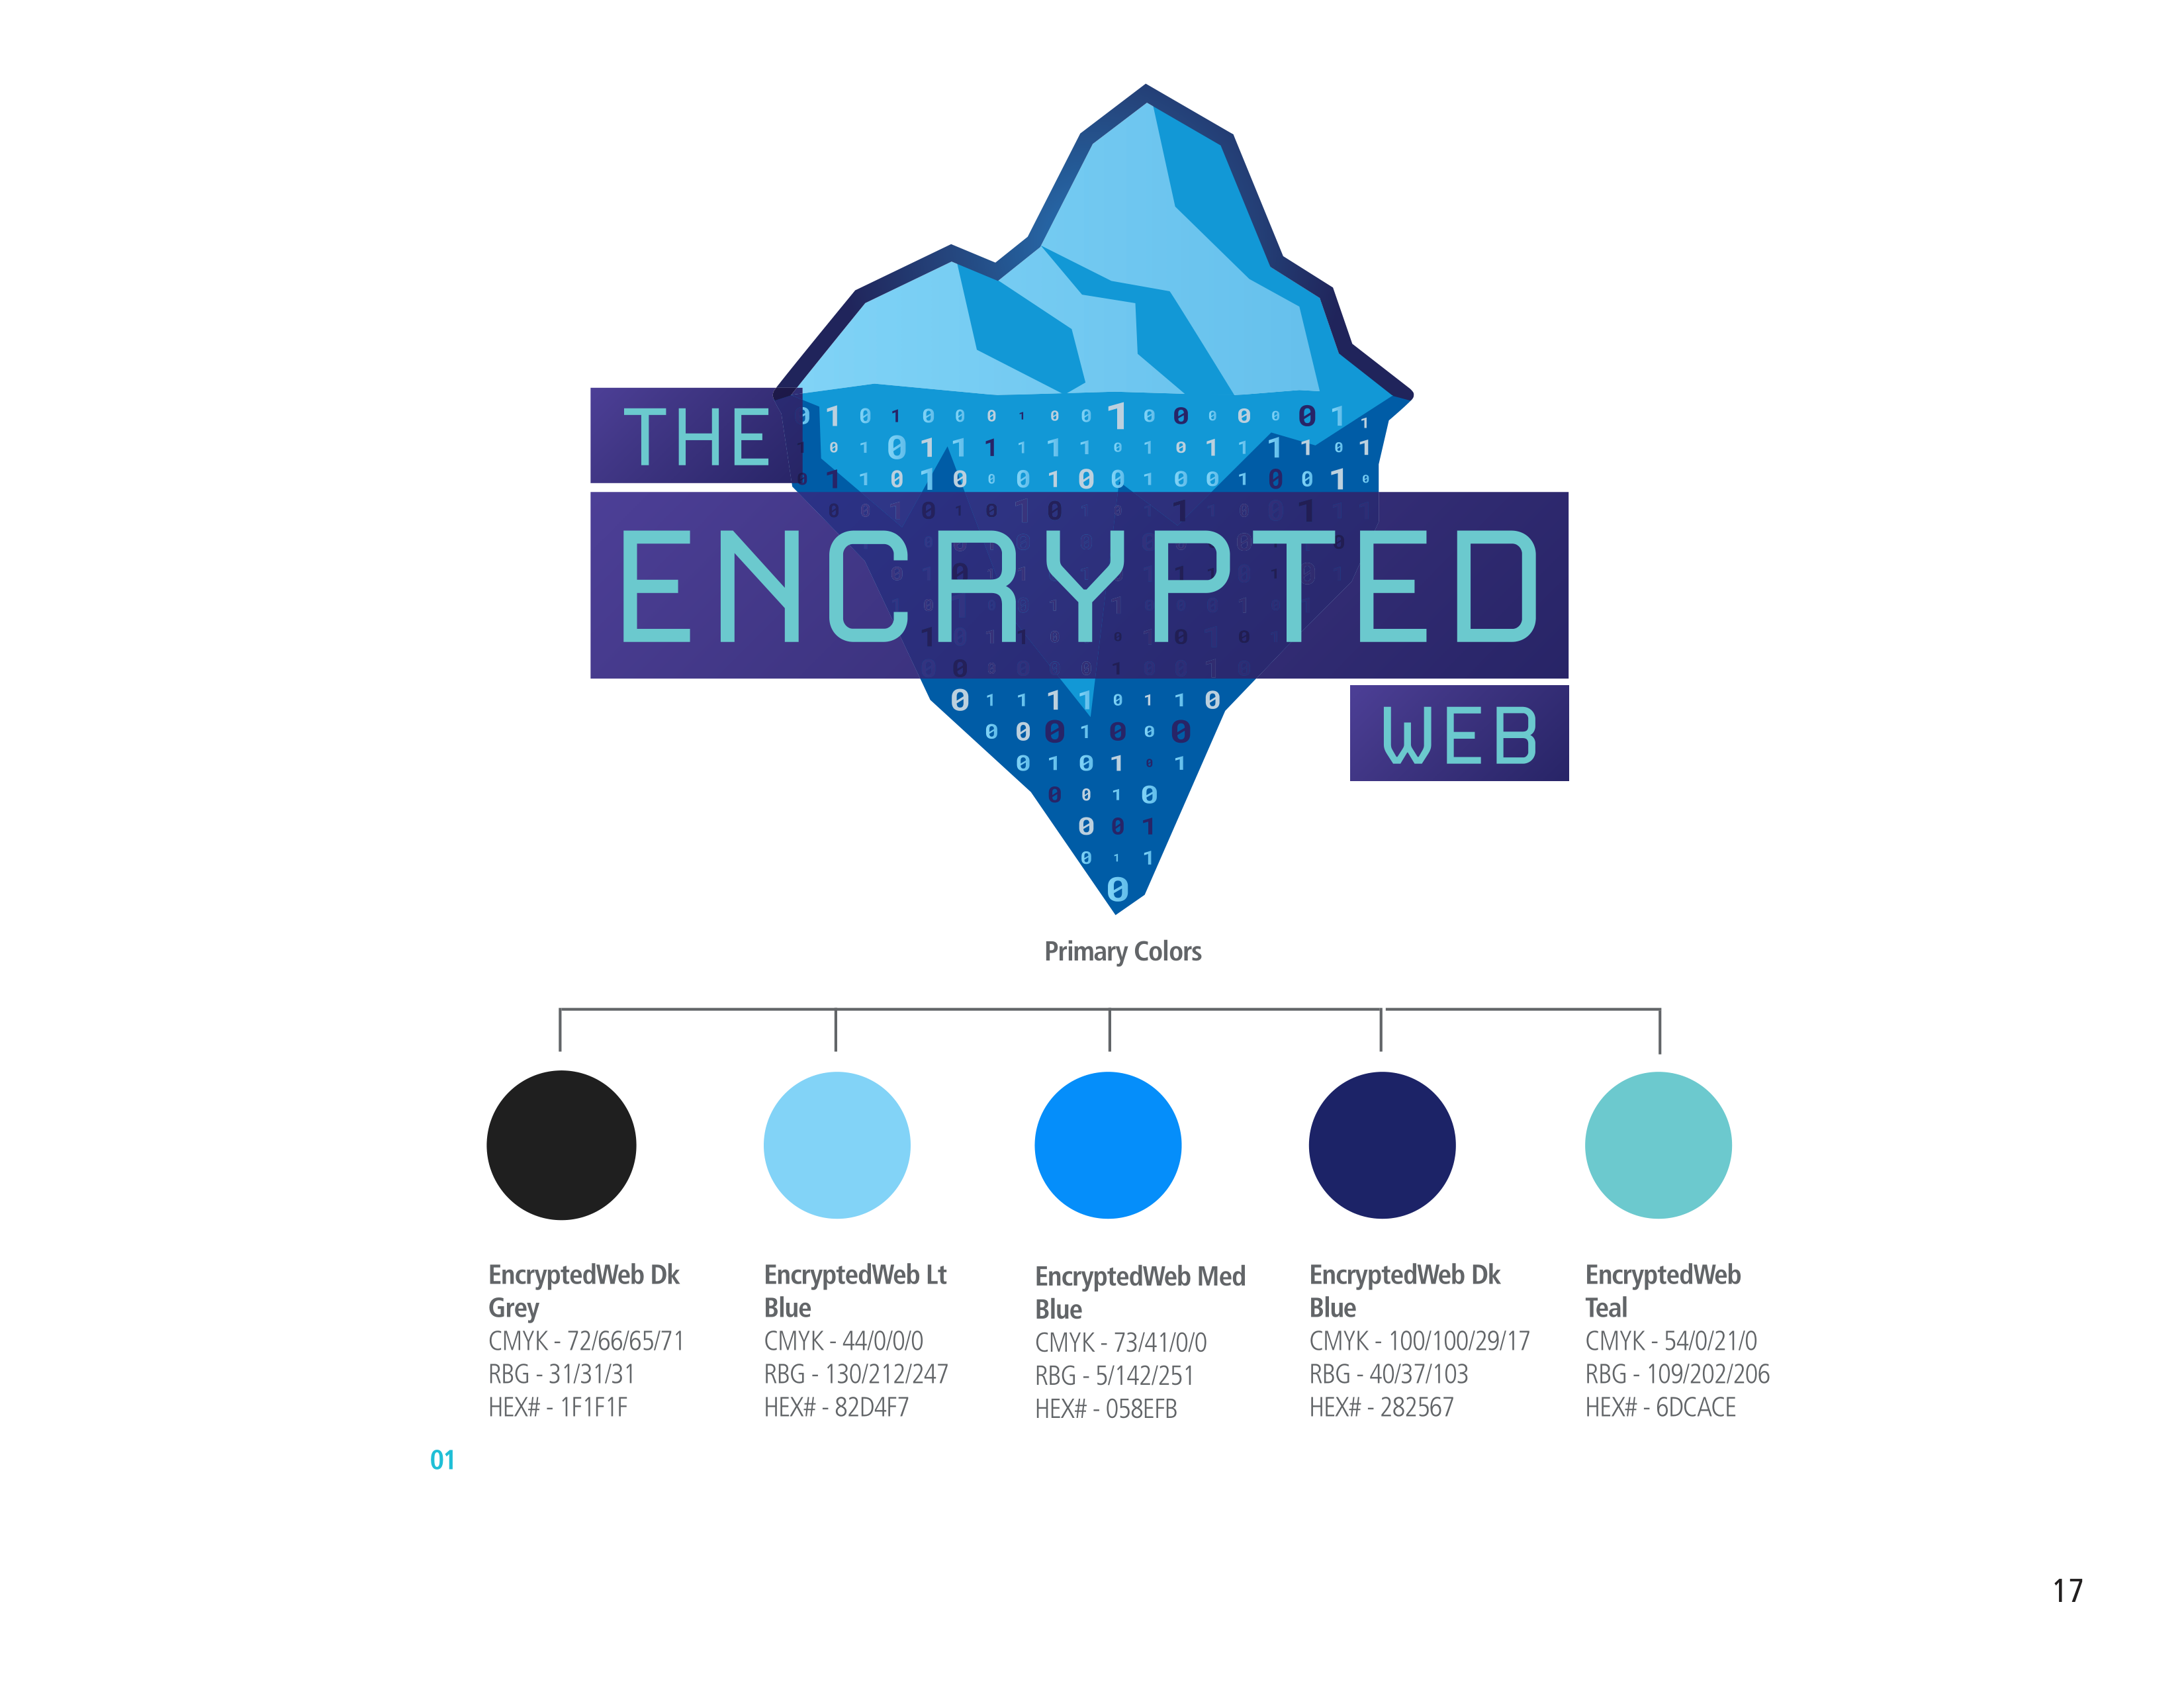 THE
ENCRYPTED
WEB
Primary Colors
EncryptedWeb Dk
Grey
CMYK - 72/66/65/71
RBG - 31/31/31
HEX# - 1F1F1F
EncryptedWeb Lt
Blue
CMYK - 44/0/0/0
RBG - 130/212/247
HEX# - 82D4F7
EncryptedWeb Med
Blue
CMYK - 73/41/0/0
RBG - 5/142/251
HEX# - 058EFB
EncryptedWeb Dk
Blue
CMYK - 100/100/29/17
RBG - 40/37/103
HEX# - 282567
EncryptedWeb
Teal
CMYK - 54/0/21/0
RBG - 109/202/206
HEX# - 6DCACE
01
17